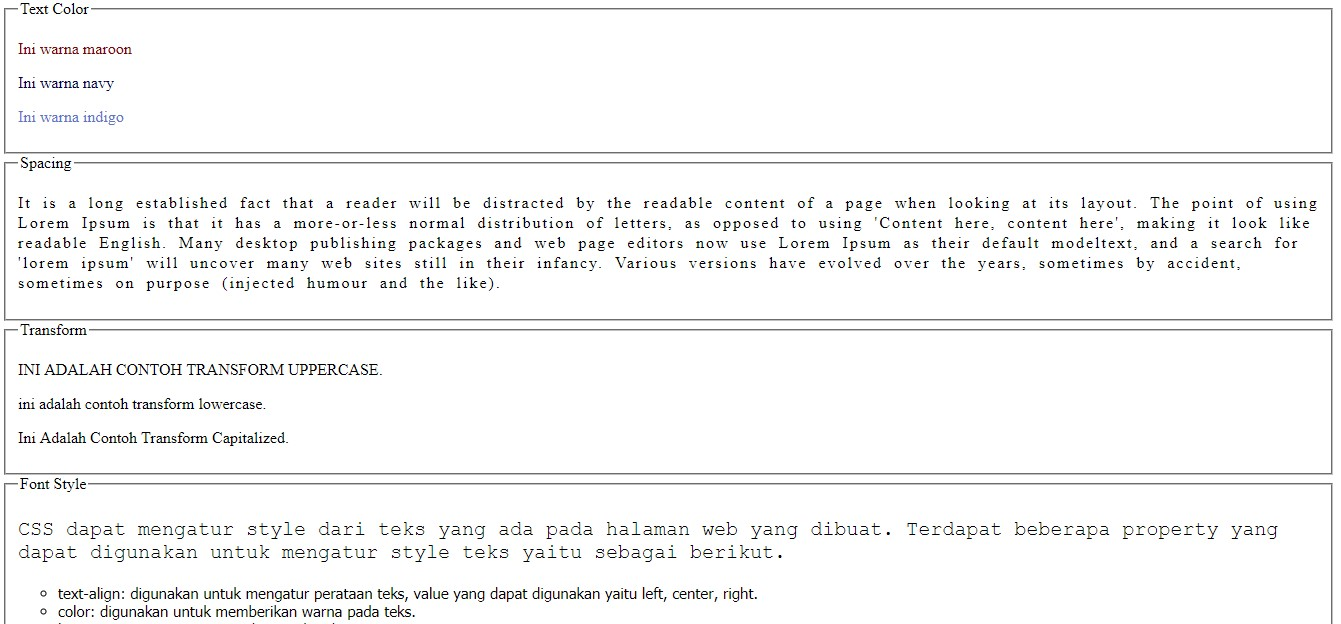 Text Color
Ini warna maroon
Ini warna navy
Ini warna indigo
Spacing
It is a long established fact that a reader will be distracted by the readable content of a page when looking at its layout. The point of using
Lorem Ipsum is that it has a more-or-less normal distribution of letters, as opposed to using 'Content here, content here', making it look like
readable English. Many desktop publishing packages and web page editors now use Lorem Ipsum as their default modeltext, and a search for
'lorem ipsum' will uncover many web sites still in their infancy. Various versions have evolved over the years, sometimes by accident,
sometimes on purpose (injected humour and the like).
Transform
INI ADALAH CONTOH TRANSFORM UPPERCASE.
ini adalah contoh transform lowercase.
Ini Adalah Contoh Transform Capitalized.
Font Style
CSS dapat mengatur style dari teks yang ada pada halaman web yang dibuat. Terdapat beberapa property yang
dapat digunakan untuk mengatur style teks yaitu sebagai berikut.
text-align: digunakan untuk mengatur perataan teks, value yang dapat digunakan yaitu left, center, right.
color: digunakan untuk memberikan warna pada teks.